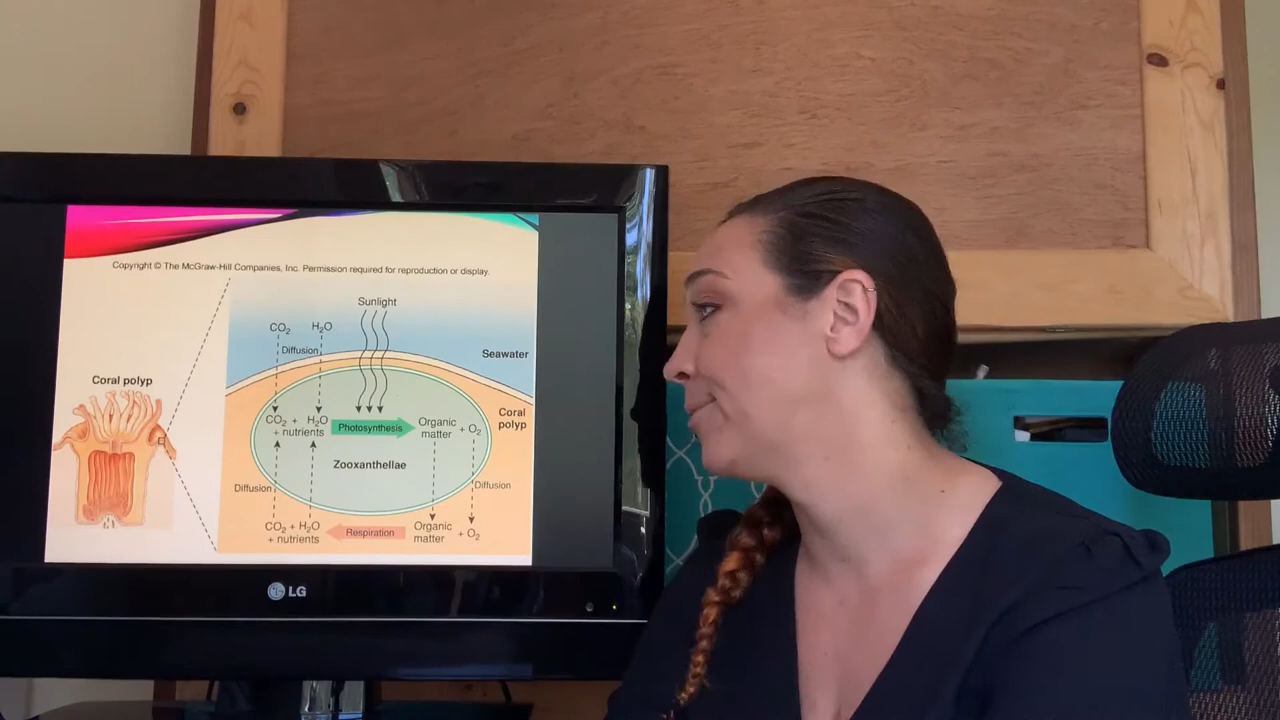 Copyright © The McGraw-Hill Companies, Inc. Permission required for reproduction or display.
Sunlight
CO₂ H₂O
Diffusion
Seawater
Coral polyp
CO₂ + H₂O
+ nutrients
Photosynthesis
Organic
matter
+ O₂
Coral
polyp
Zooxanthellae
Diffusion
Diffusion
CO₂ + H₂O
+ nutrients
Respiration
Organic
matter
+ O₂
LG